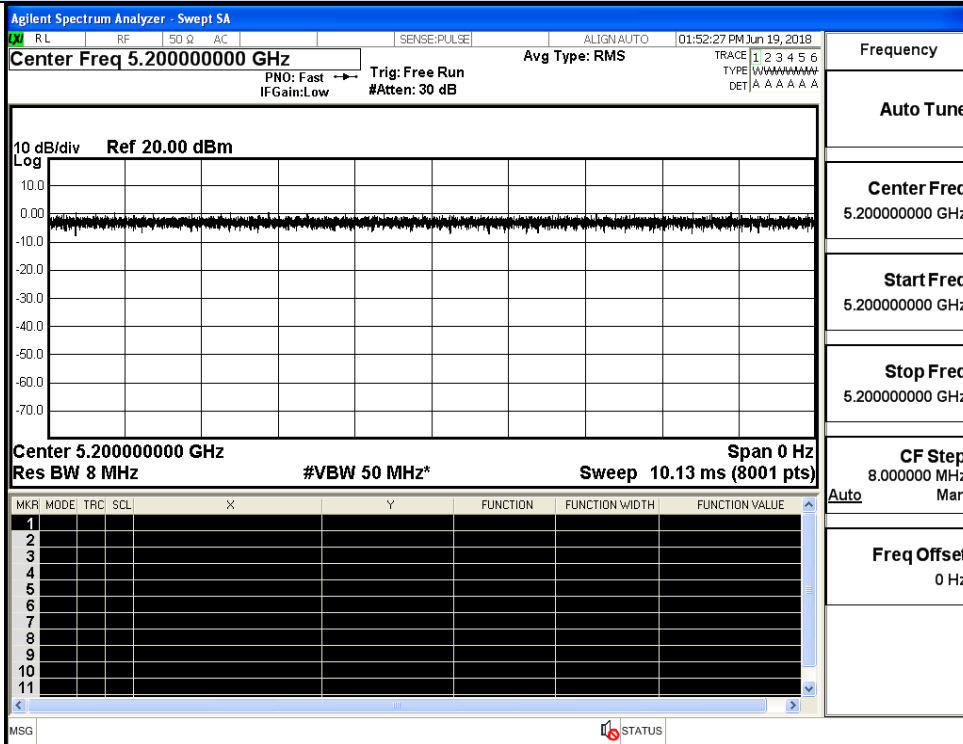 Agilent Spectrum Analyzer - Swept SA
LXI RL RF 50 Ω AC SENSE:PULSE ALIGN AUTO 01:52:27 PM Jun 19, 2018
Center Freq 5.200000000 GHz Avg Type: RMS TRACE 1 2 3 4 5 6
PNO: Fast Trig: Free Run TYPE WWWWWW
IFGain:Low #Atten: 30 dB DET A A A A A A
10 dB/div Ref 20.00 dBm
Log
10.0
0.00
-10.0
-20.0
-30.0
-40.0
-50.0
-60.0
-70.0
Center 5.200000000 GHz Span 0 Hz
Res BW 8 MHz #VBW 50 MHz* Sweep 10.13 ms (8001 pts)
MKR MODE TRC SCL X Y FUNCTION FUNCTION WIDTH FUNCTION VALUE
1
2
3
4
5
6
7
8
9
10
11
MSG STATUS
Frequency
Auto Tune
Center Freq
5.200000000 GHz
Start Freq
5.200000000 GHz
Stop Freq
5.200000000 GHz
CF Step
8.000000 MHz
Auto Man
Freq Offset
0 Hz